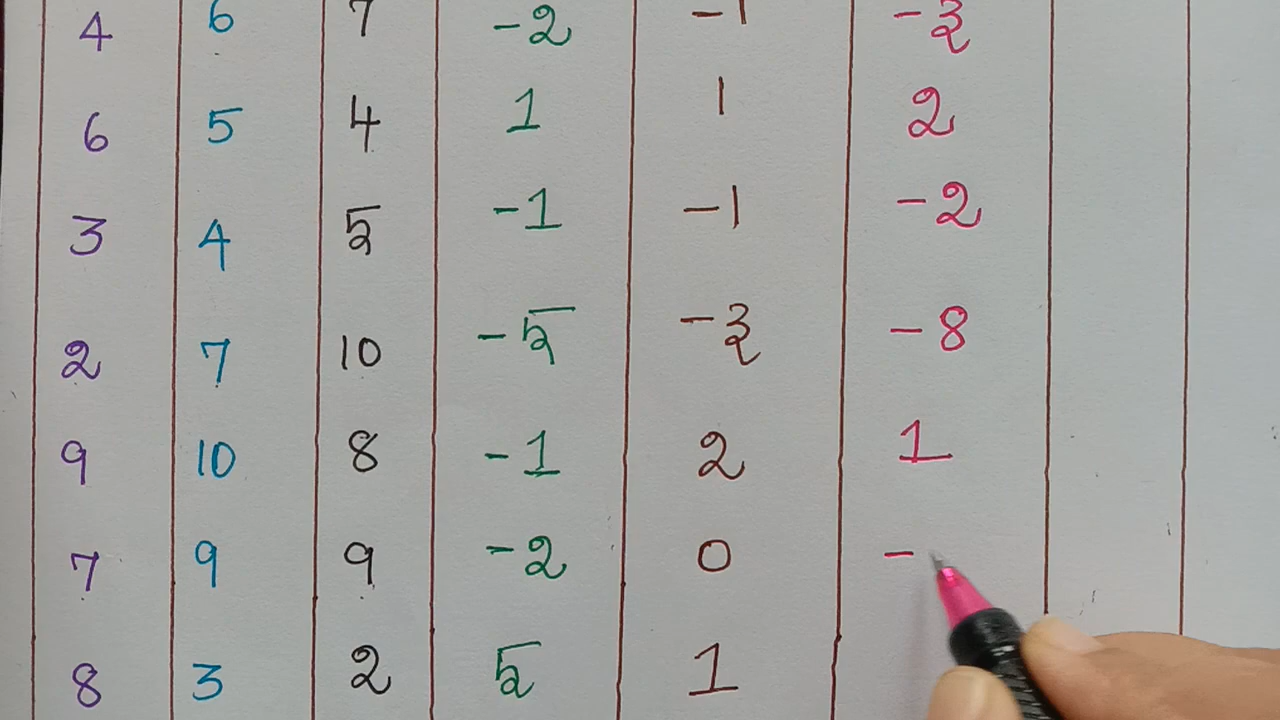 4 6 7 -2 -1 -3
6 5 4 1 1 2
3 4 5 -1 -1 -2
2 7 10 -5 -3 -8
9 10 8 -1 2 1
7 9 9 -2 0 -
8 3 2 5 1